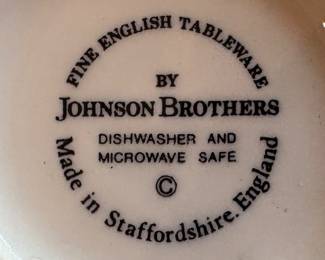 FINE ENGLISH TABLEWARE
BY
JOHNSON BROTHERS
DISHWASHER AND
MICROWAVE SAFE
©
Made in Staffordshire. England